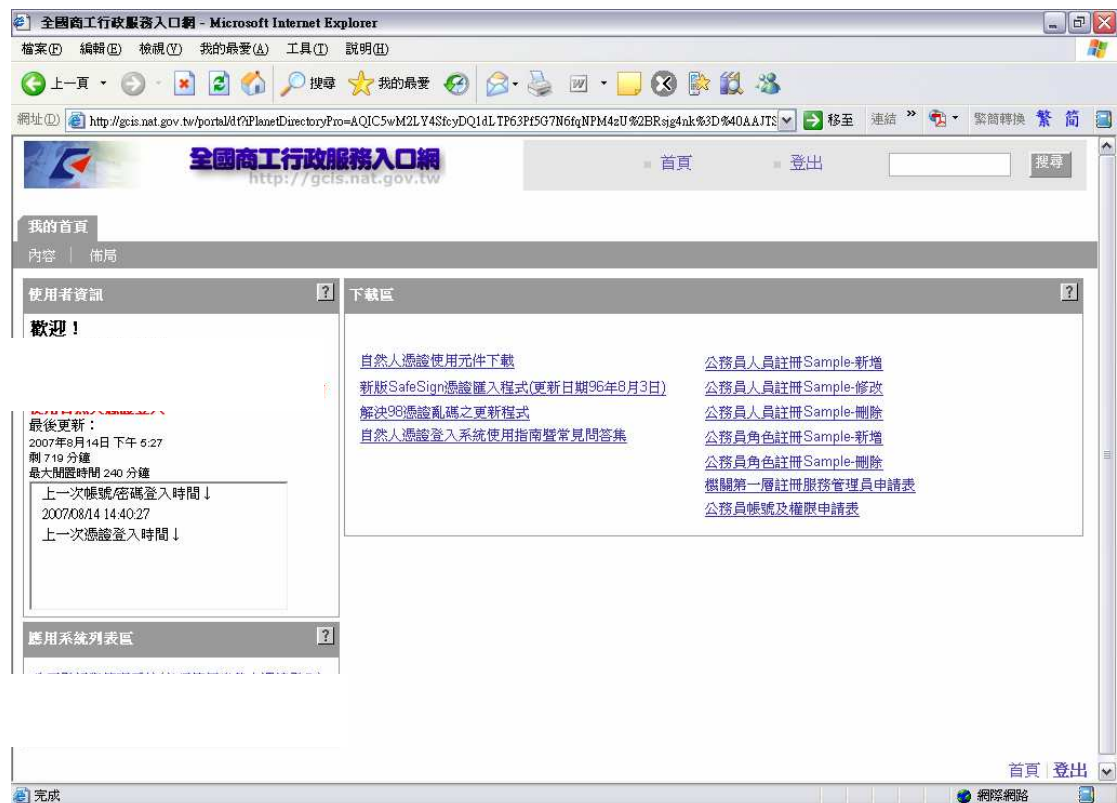 全國商工行政服務入口網 - Microsoft Internet Explorer
檔案(F) 編輯(E) 檢視(V) 我的最愛(A) 工具(T) 說明(H)
上一頁 搜尋 我的最愛
網址(D) http://gcis.nat.gov.tw/portal/dt?iPlanetDirectoryPro=AQIC5wM2LY4SfcyDQ1dLTP63Pf5G7N6fqNPM4zU%2BRsjg4nk%3D%40AAJTS 移至 連結 » 繁簡轉換 繁 简
全國商工行政服務入口網
http://gcis.nat.gov.tw
首頁 登出 搜尋
我的首頁
內容 | 佈局
使用者資訊 ?
歡迎！
最後更新：
2007年8月14日 下午 5:27
剩 719 分鐘
最大閒置時間 240 分鐘
上一次帳號/密碼登入時間↓
2007/08/14 14:40:27
上一次憑證登入時間↓
應用系統列表區 ?
下載區 ?
自然人憑證使用元件下載
新版SafeSign憑證匯入程式(更新日期96年8月3日)
解決98憑證亂碼之更新程式
自然人憑證登入系統使用指南暨常見問答集
公務員人員註冊Sample-新增
公務員人員註冊Sample-修改
公務員人員註冊Sample-刪除
公務員角色註冊Sample-新增
公務員角色註冊Sample-刪除
機關第一層註冊服務管理員申請表
公務員帳號及權限申請表
首頁 | 登出
完成 網際網路